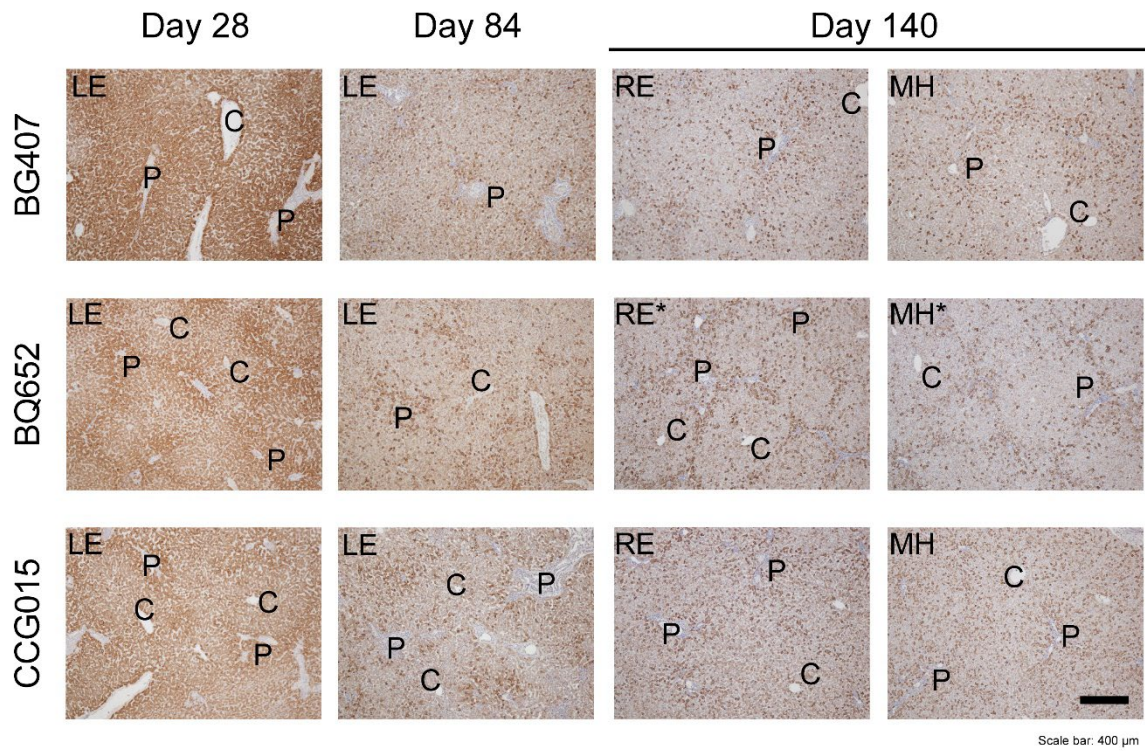 Day 28 Day 84 Day 140
BG407
LE C P P
LE P
RE C P
MH P C
BQ652
LE C P C P
LE C P
RE* P P C C
MH* C P
CCG015
LE P C C P
LE C P P C
RE P P C
MH C P P
Scale bar: 400 µm